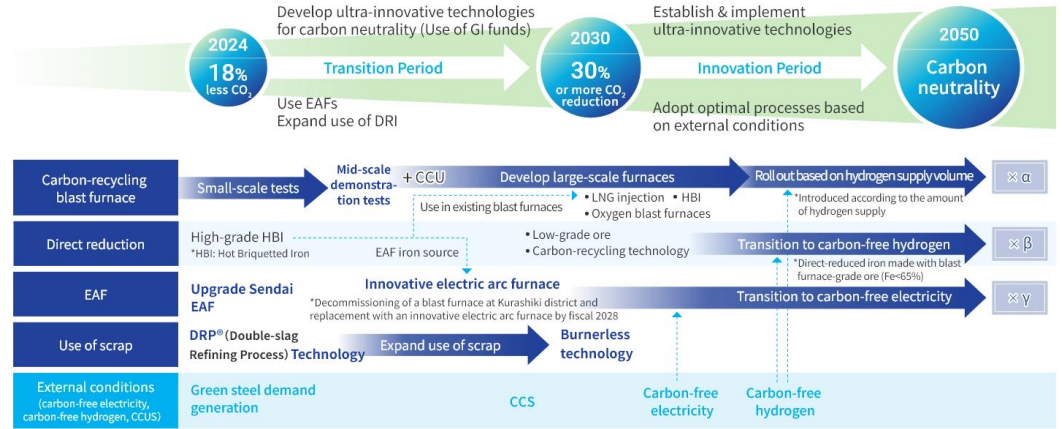 Develop ultra-innovative technologies
for carbon neutrality (Use of GI funds)
Establish & implement
ultra-innovative technologies
2024
18%
less CO₂
Transition Period
2030
30%
or more CO₂
reduction
Innovation Period
2050
Carbon
neutrality
Use EAFs
Expand use of DRI
Adopt optimal processes based
on external conditions
Carbon-recycling
blast furnace
Small-scale tests
Mid-scale
demonstra-
tion tests
+CCU
Develop large-scale furnaces
Roll out based on hydrogen supply volume
× α
Use in existing blast furnaces
• LNG injection • HBI
• Oxygen blast furnaces
*Introduced according to the amount
of hydrogen supply
Direct reduction
High-grade HBI
*HBI: Hot Briquetted Iron
EAF iron source
• Low-grade ore
• Carbon-recycling technology
Transition to carbon-free hydrogen
× β
*Direct-reduced iron made with blast
furnace-grade ore (Fe<65%)
EAF
Upgrade Sendai
EAF
Innovative electric arc furnace
*Decommissioning of a blast furnace at Kurashiki district and
replacement with an innovative electric arc furnace by fiscal 2028
Transition to carbon-free electricity
× γ
Use of scrap
DRP® (Double-slag
Refining Process) Technology
Expand use of scrap
Burnerless
technology
External conditions
(carbon-free electricity,
carbon-free hydrogen, CCUS)
Green steel demand
generation
CCS
Carbon-free
electricity
Carbon-free
hydrogen